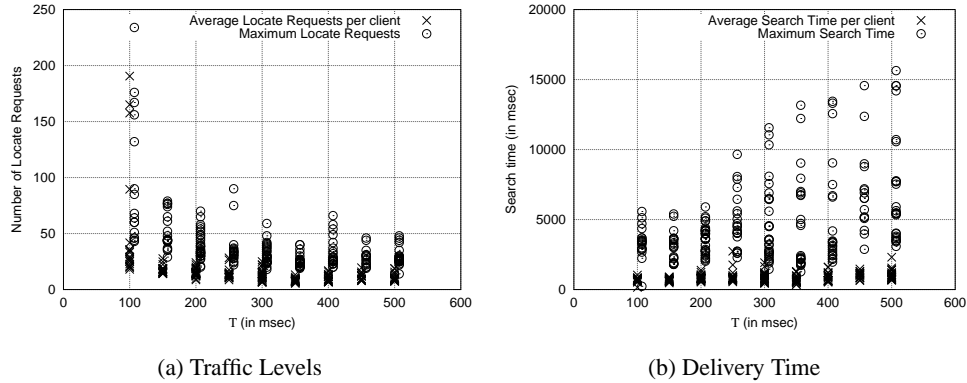 Average Locate Requests per client
Maximum Locate Requests
Number of Locate Requests
250
200
150
100
50
0
0 100 200 300 400 500 600
T (in msec)
(a) Traffic Levels
Average Search Time per client
Maximum Search Time
Search time (in msec)
20000
15000
10000
5000
0
0 100 200 300 400 500 600
T (in msec)
(b) Delivery Time